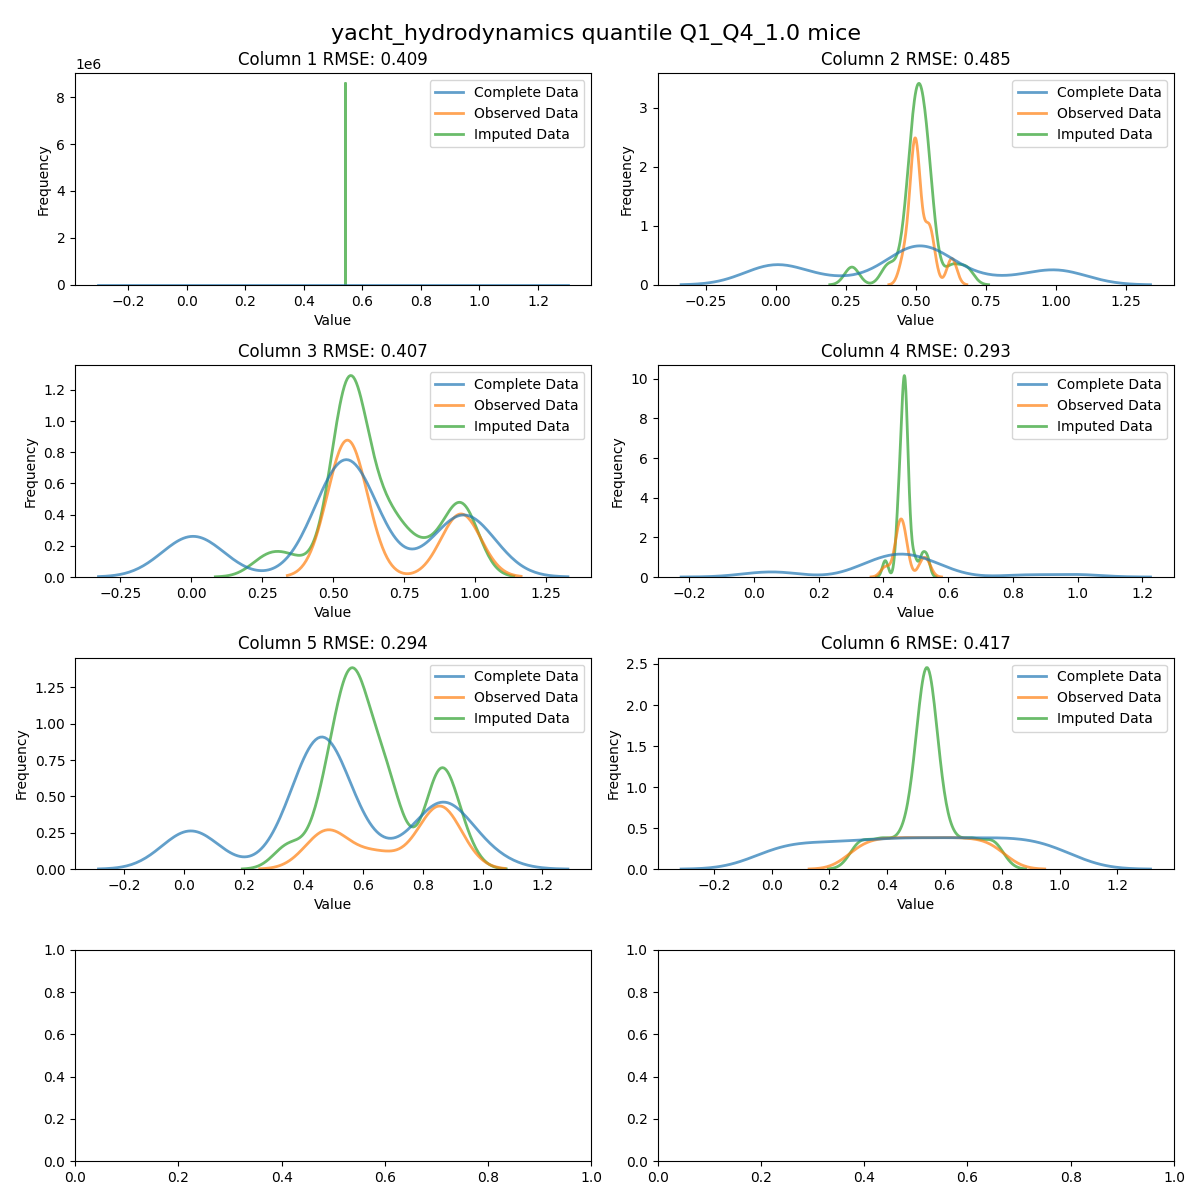 yacht_hydrodynamics quantile Q1_Q4_1.0 mice
Column 1 RMSE: 0.409
1e6
Complete Data
Observed Data
Imputed Data
Frequency
8
6
4
2
0
−0.2 0.0 0.2 0.4 0.6 0.8 1.0 1.2
Value
Column 2 RMSE: 0.485
Complete Data
Observed Data
Imputed Data
Frequency
3
2
1
0
−0.25 0.00 0.25 0.50 0.75 1.00 1.25
Value
Column 3 RMSE: 0.407
Complete Data
Observed Data
Imputed Data
Frequency
1.2
1.0
0.8
0.6
0.4
0.2
0.0
−0.25 0.00 0.25 0.50 0.75 1.00 1.25
Value
Column 4 RMSE: 0.293
Complete Data
Observed Data
Imputed Data
Frequency
10
8
6
4
2
0
−0.2 0.0 0.2 0.4 0.6 0.8 1.0 1.2
Value
Column 5 RMSE: 0.294
Complete Data
Observed Data
Imputed Data
Frequency
1.25
1.00
0.75
0.50
0.25
0.00
−0.2 0.0 0.2 0.4 0.6 0.8 1.0 1.2
Value
Column 6 RMSE: 0.417
Complete Data
Observed Data
Imputed Data
Frequency
2.5
2.0
1.5
1.0
0.5
0.0
−0.2 0.0 0.2 0.4 0.6 0.8 1.0 1.2
Value
1.0
0.8
0.6
0.4
0.2
0.0
0.0 0.2 0.4 0.6 0.8 1.0
1.0
0.8
0.6
0.4
0.2
0.0
0.0 0.2 0.4 0.6 0.8 1.0